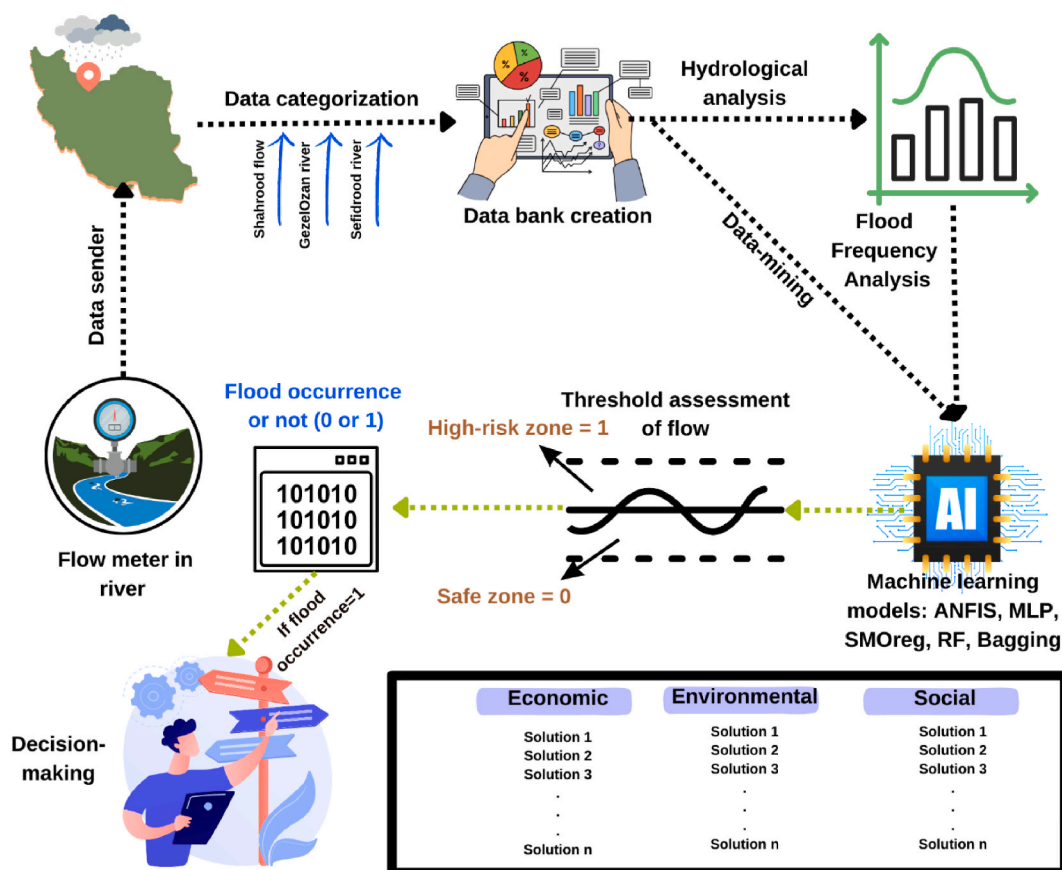 Data categorization
Shahrood flow
GezelOzan river
Sefidrood river
% % %
Data bank creation
Hydrological
analysis
Data-mining
Flood
Frequency
Analysis
Data sender
Flow meter in
river
Flood occurrence
or not (0 or 1)
101010
101010
101010
High-risk zone = 1
Threshold assessment
of flow
Safe zone = 0
AI
Machine learning
models: ANFIS, MLP,
SMOreg, RF, Bagging
If flood
occurrence=1
Decision-
making
Economic
Solution 1
Solution 2
Solution 3
.
.
.
Solution n
Environmental
Solution 1
Solution 2
Solution 3
.
.
.
Solution n
Social
Solution 1
Solution 2
Solution 3
.
.
.
Solution n